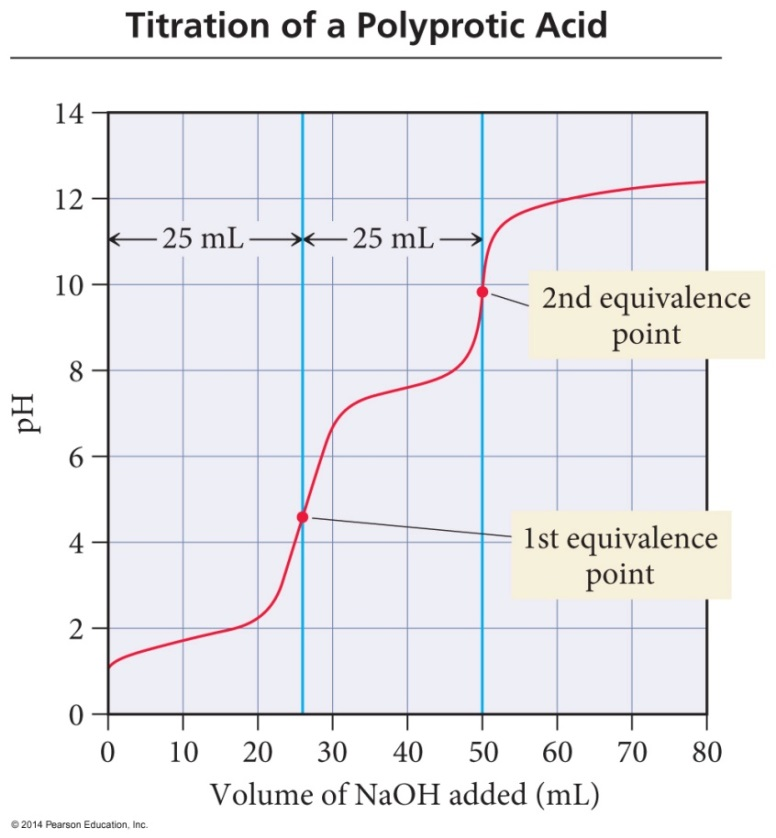 Titration of a Polyprotic Acid
14
12
25 mL 25 mL
10
2nd equivalence
point
8
pH
6
4
1st equivalence
point
2
0
0 10 20 30 40 50 60 70 80
Volume of NaOH added (mL)
© 2014 Pearson Education, Inc.